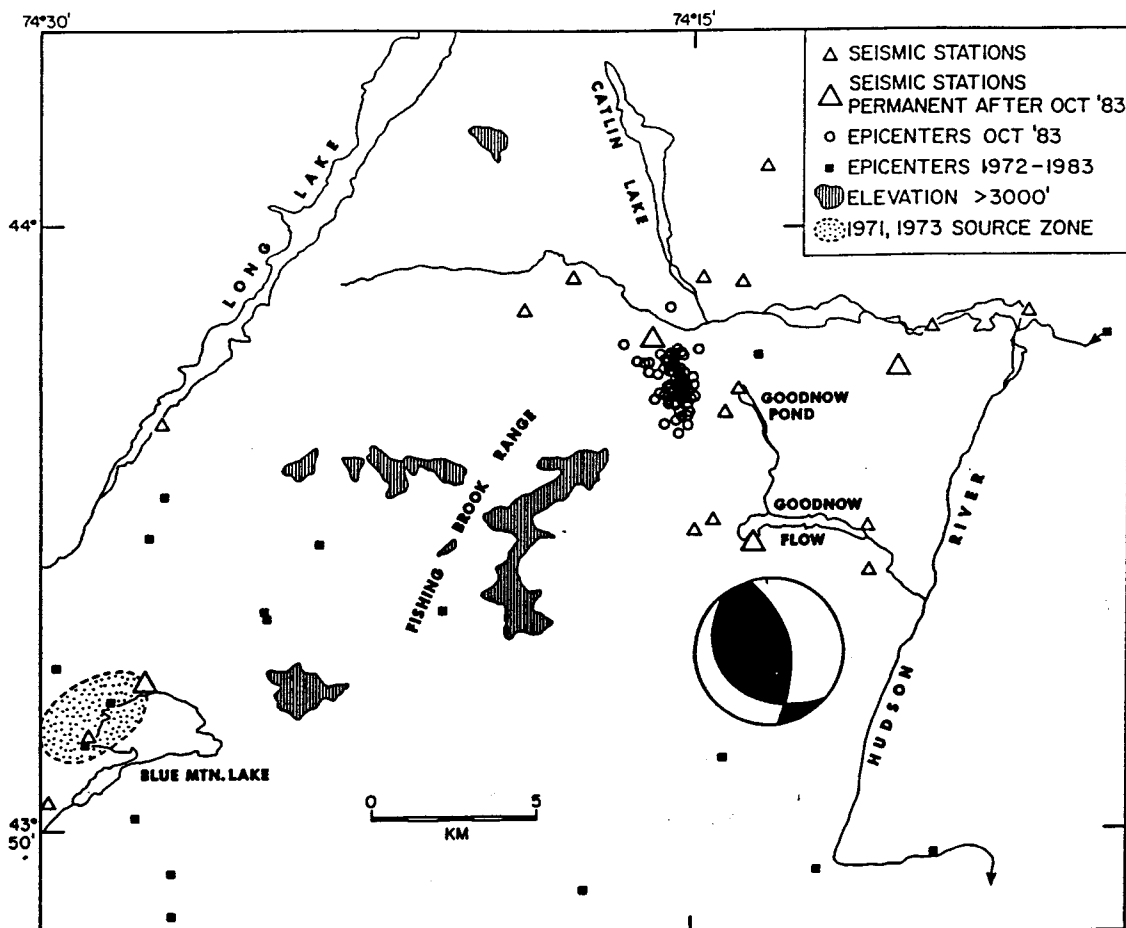 74°30'
74°15'
△ SEISMIC STATIONS
SEISMIC STATIONS
△ PERMANENT AFTER OCT '83
○ EPICENTERS OCT '83
■ EPICENTERS 1972-1983
ELEVATION >3000'
1971, 1973 SOURCE ZONE
CATLIN LAKE
LONG LAKE
44°
GOODNOW
POND
FISHING BROOK RANGE
GOODNOW
FLOW
HUDSON RIVER
BLUE MTN. LAKE
0 5
KM
43°
50'